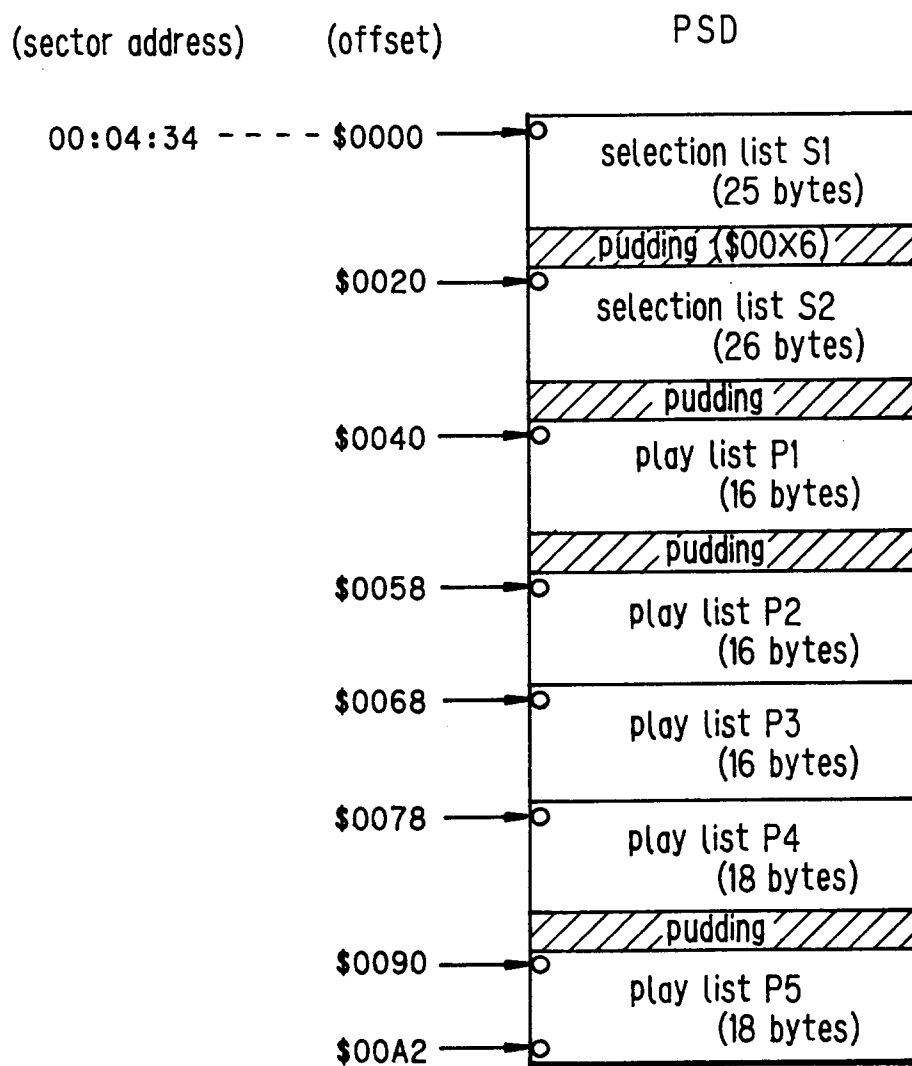 (sector address) (offset) PSD
00:04:34 - - - - $0000
selection list S1
(25 bytes)
pudding ($00X6)
$0020
selection list S2
(26 bytes)
pudding
$0040
play list P1
(16 bytes)
pudding
$0058
play list P2
(16 bytes)
$0068
play list P3
(16 bytes)
$0078
play list P4
(18 bytes)
pudding
$0090
play list P5
(18 bytes)
$00A2